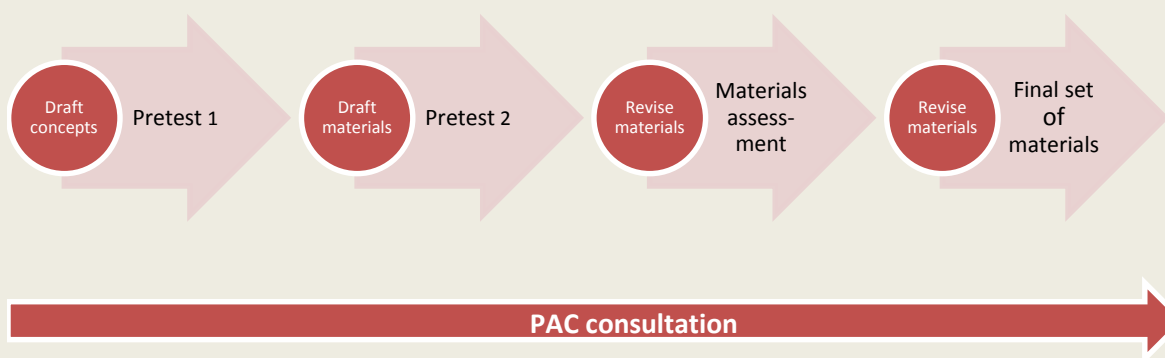 Draft
concepts
Pretest 1
Draft
materials
Pretest 2
Revise
materials
Materials
assess-
ment
Revise
materials
Final set
of
materials
PAC consultation